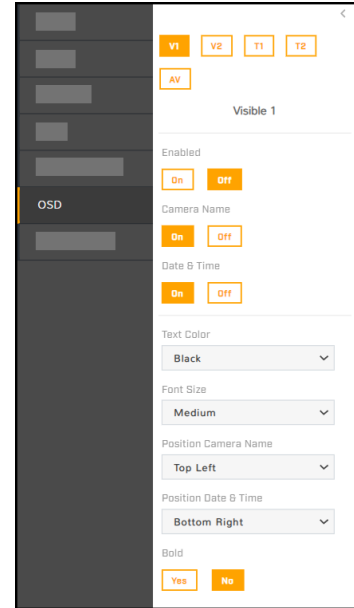 V1 V2 T1 T2
AV
Visible 1
Enabled
On Off
OSD
Camera Name
On Off
Date & Time
On Off
Text Color
Black
Font Size
Medium
Position Camera Name
Top Left
Position Date & Time
Bottom Right
Bold
Yes No